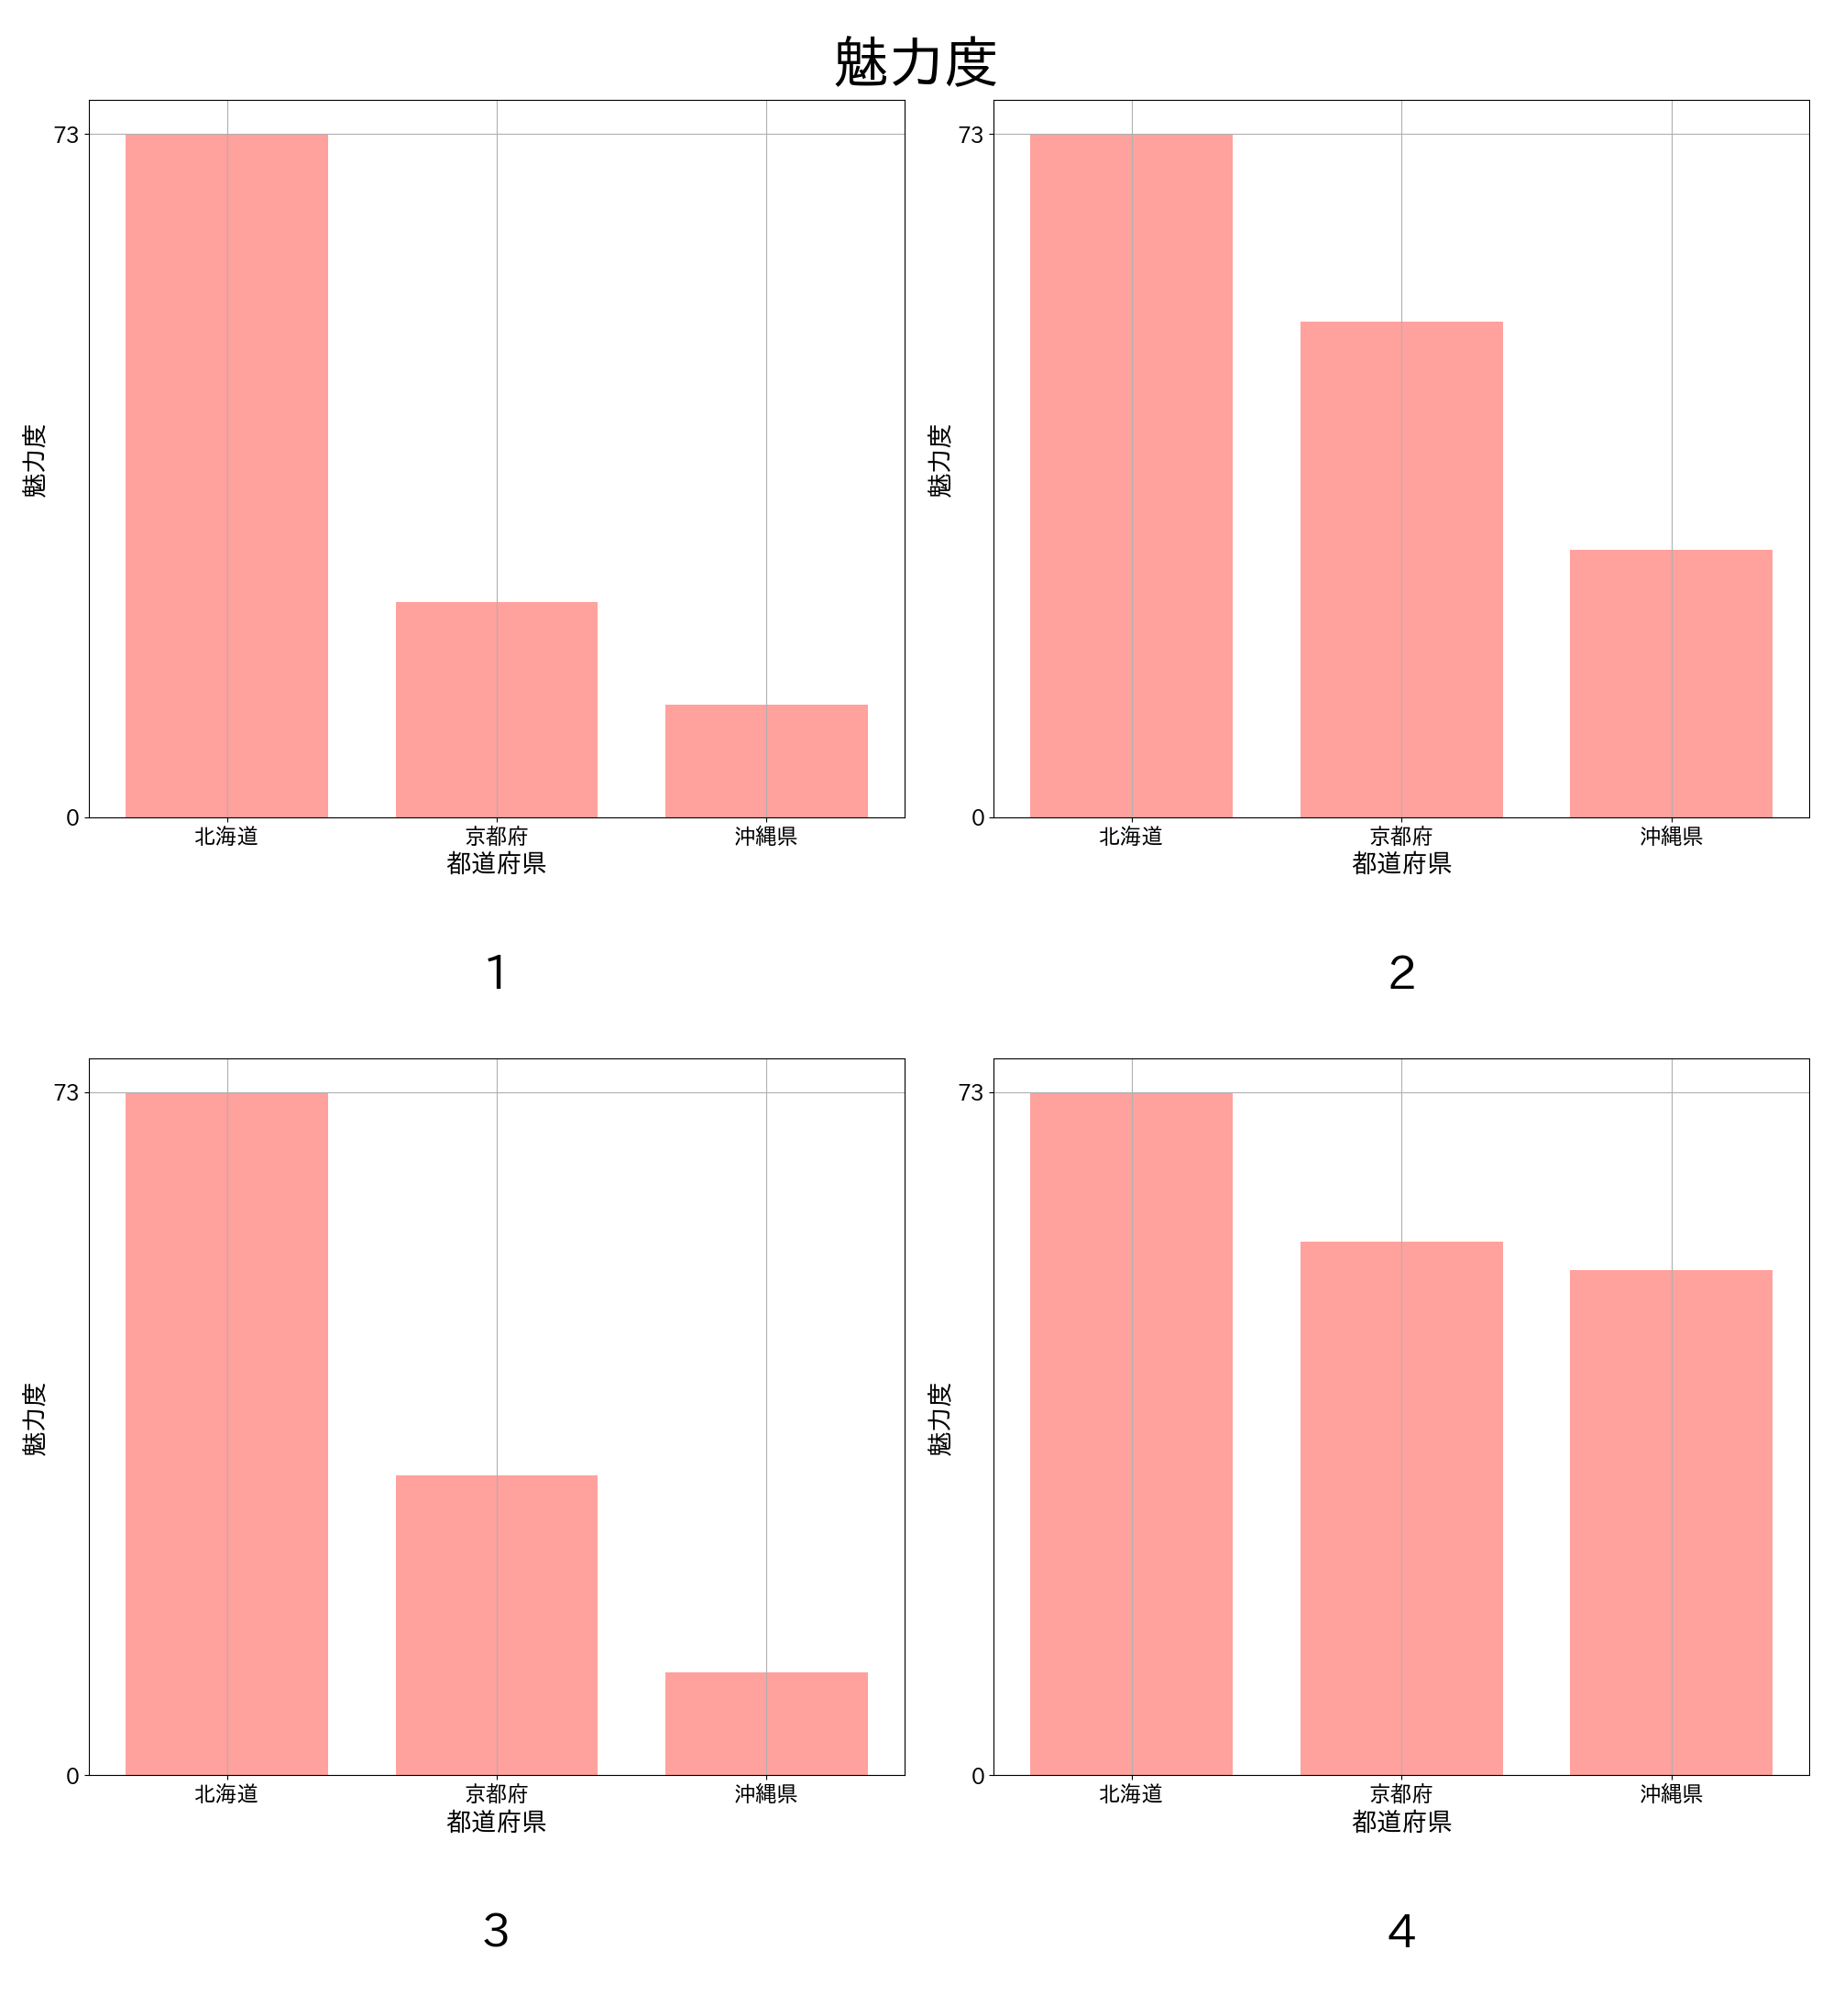 魅力度
73
0
魅力度
北海道 京都府 沖縄県
都道府県
1
73
0
魅力度
北海道 京都府 沖縄県
都道府県
2
73
0
魅力度
北海道 京都府 沖縄県
都道府県
3
73
0
魅力度
北海道 京都府 沖縄県
都道府県
4